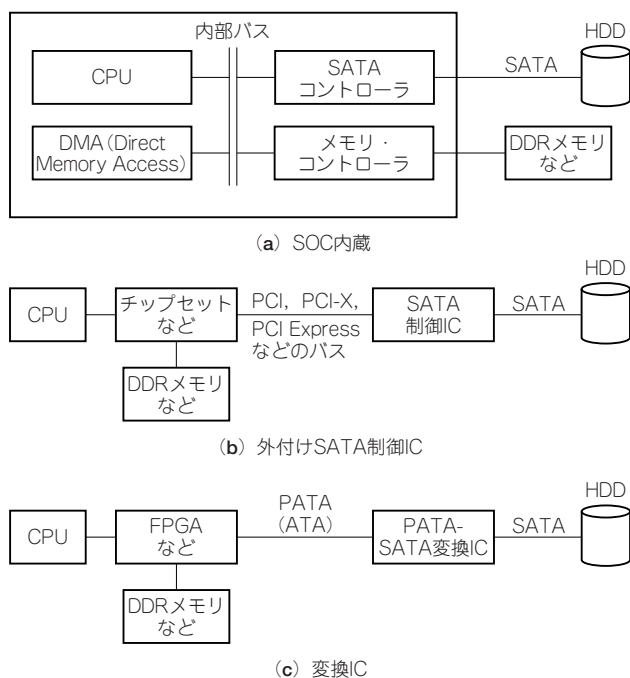 内部バス
HDD
CPU
SATA
コントローラ
SATA
DMA(Direct
Memory Access)
メモリ・
コントローラ
DDRメモリ
など
(a) SOC内蔵
HDD
CPU
チップセット
など
PCI, PCI-X,
PCI Express
などのバス
SATA
制御IC
SATA
DDRメモリ
など
(b) 外付けSATA制御IC
HDD
CPU
FPGA
など
PATA
(ATA)
PATA-
SATA変換IC
SATA
DDRメモリ
など
(c) 変換IC